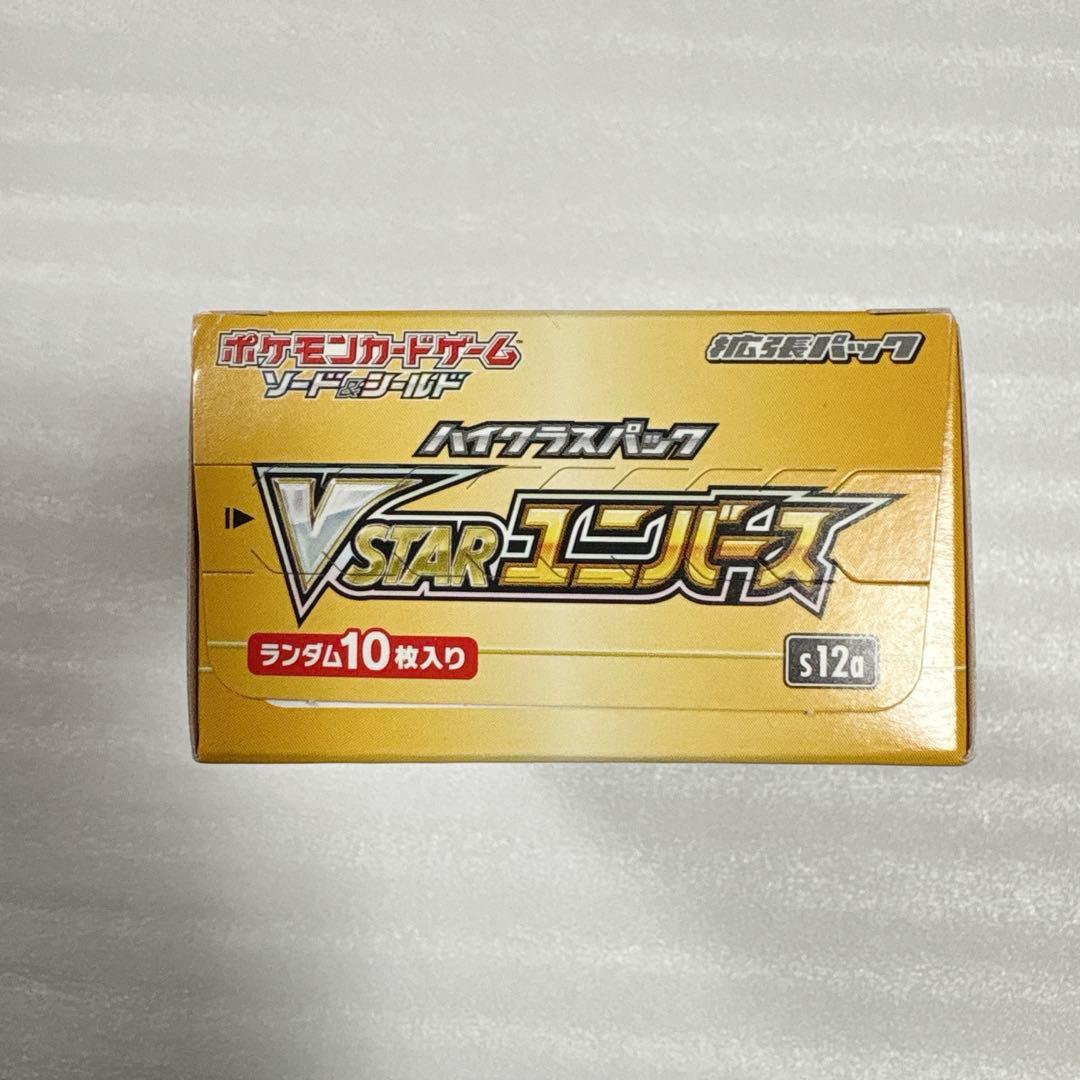 ポケモンカードゲーム™
ソード&シールド
拡張パック
ハイクラスパック
VSTARユニバース
ランダム10枚入り
s12a